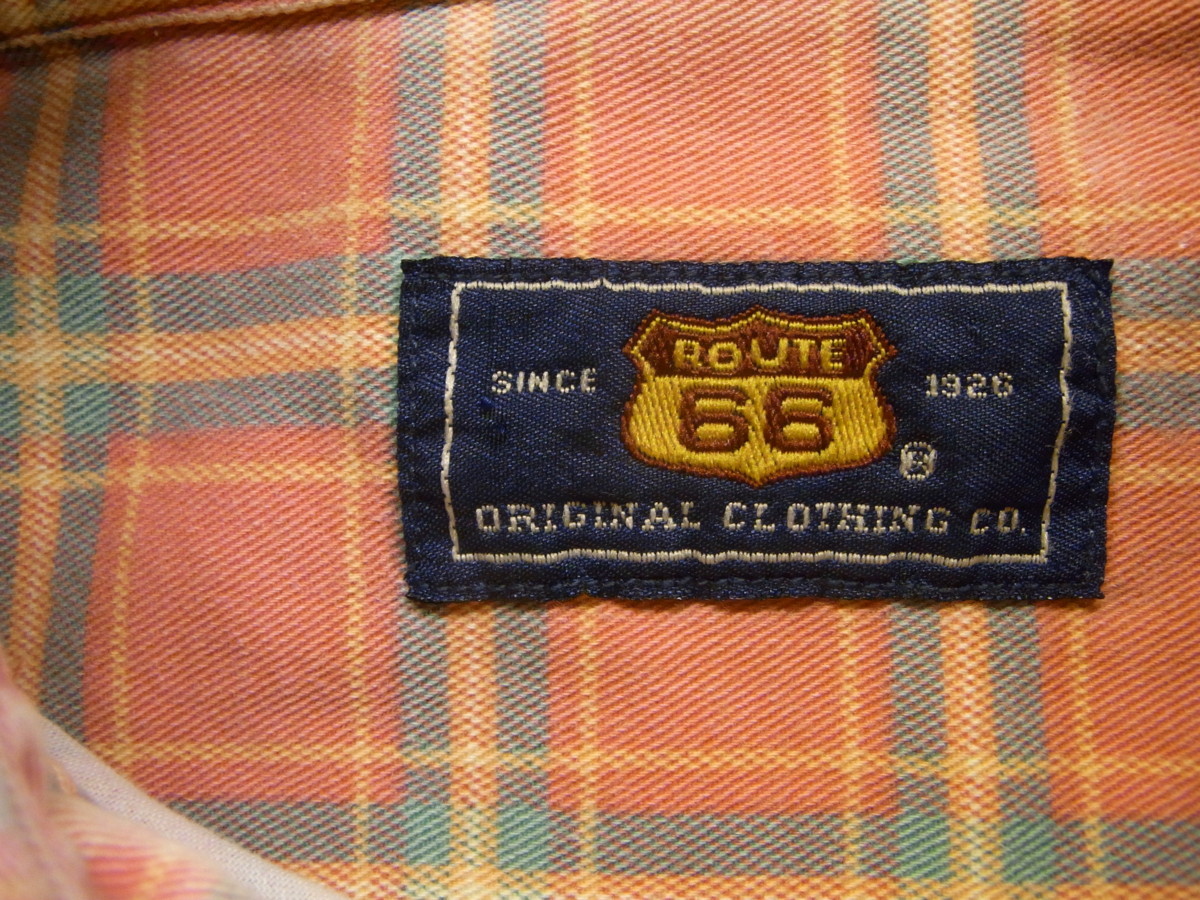 ROUTE
SINCE 66 1926
®
ORIGINAL CLOTHING CO.